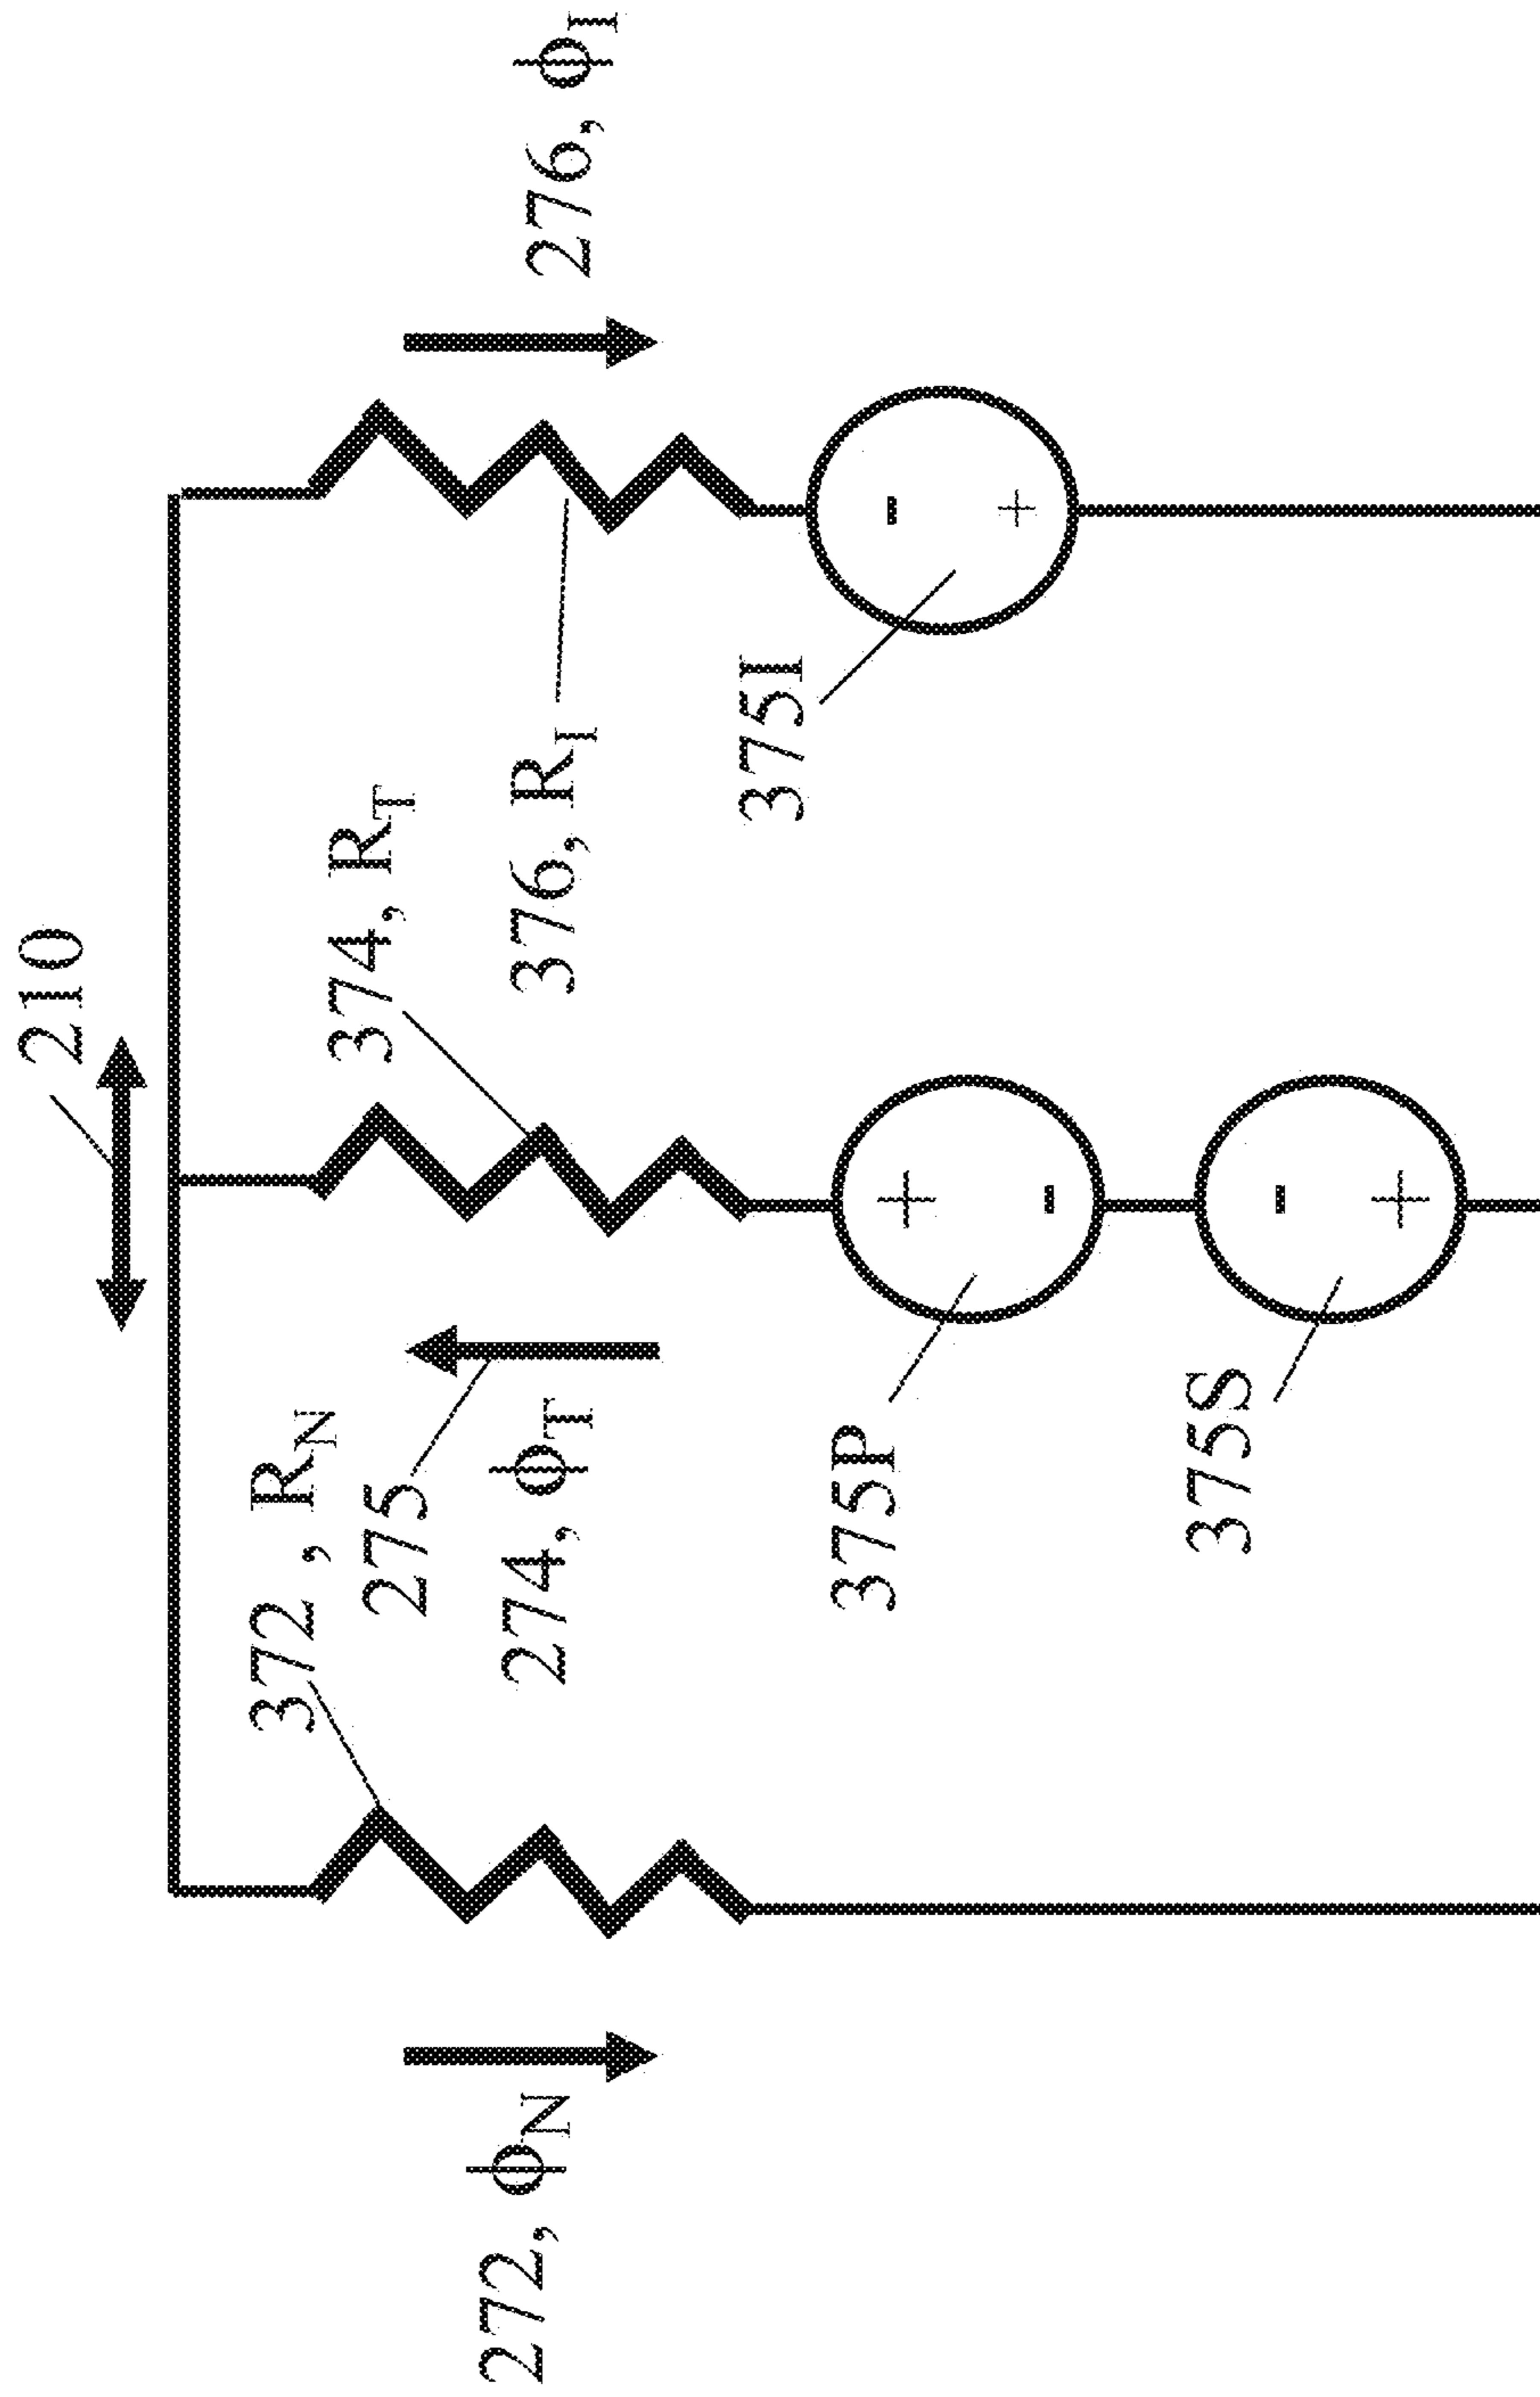 210
372 , R_N
275
274, ϕ_T
374, R_T
376, R_I
276, ϕ_I
272, ϕ_N
375P
375S
375I
+
-
-
+
-
+